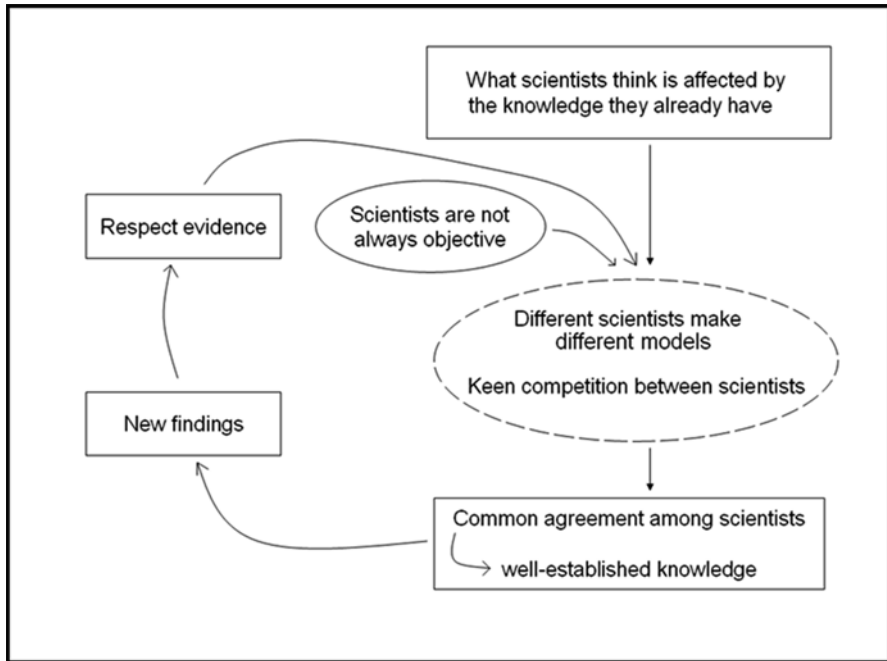 What scientists think is affected by
the knowledge they already have
Respect evidence
Scientists are not
always objective
Different scientists make
different models
Keen competition between scientists
New findings
Common agreement among scientists
well-established knowledge